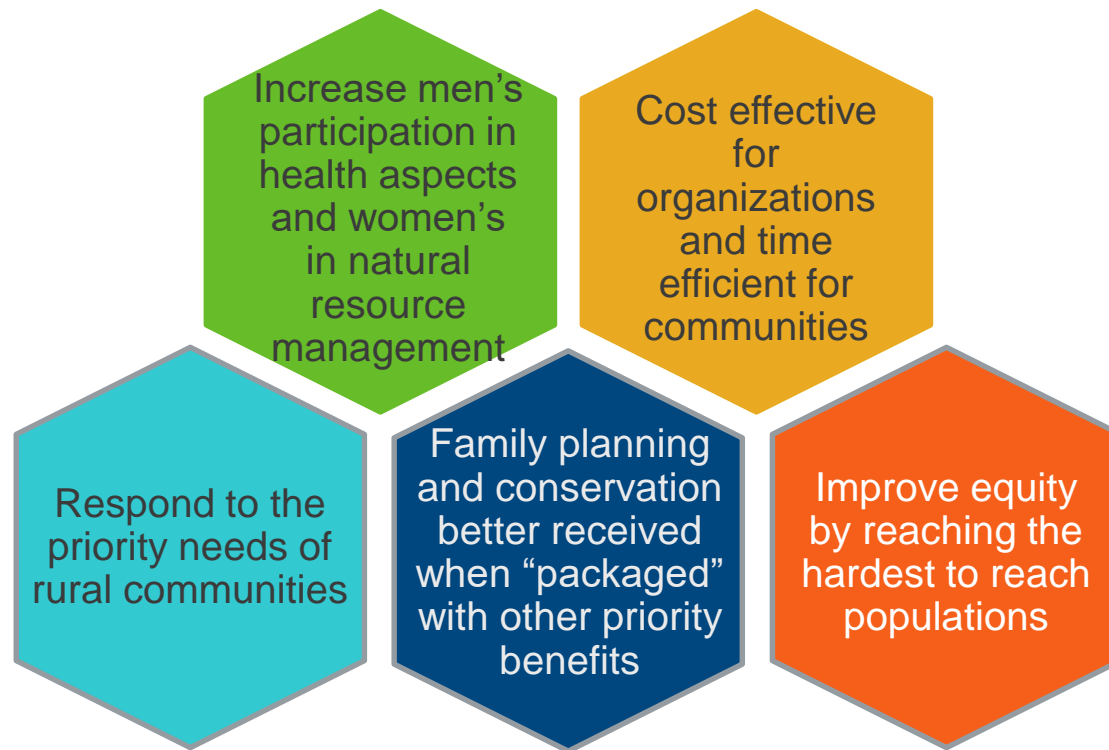 Increase men’s
participation in
health aspects
and women’s
in natural
resource
management
Cost effective
for
organizations
and time
efficient for
communities
Respond to the
priority needs of
rural communities
Family planning
and conservation
better received
when “packaged”
with other priority
benefits
Improve equity
by reaching the
hardest to reach
populations